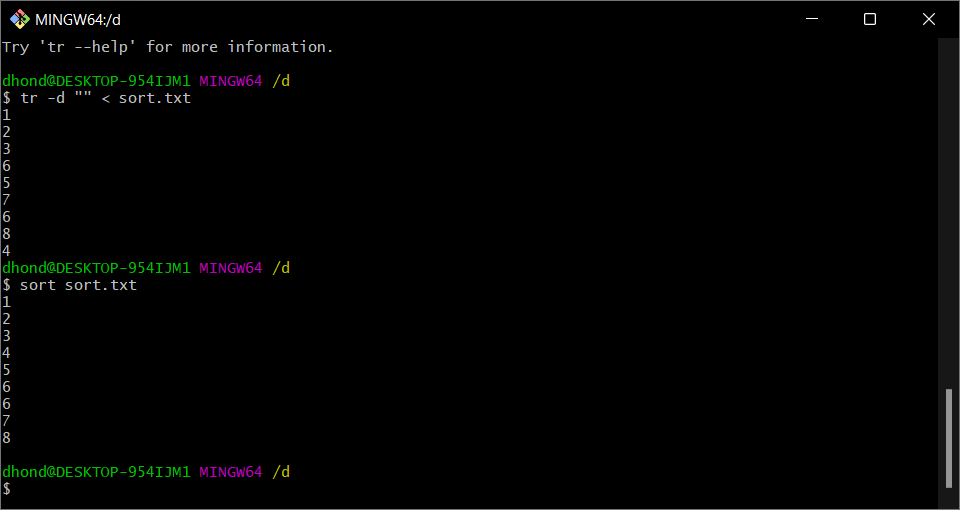 MINGW64:/d
Try 'tr --help' for more information.
dhond@DESKTOP-954IJM1 MINGW64 /d
$ tr -d "" < sort.txt
1
2
3
6
5
7
6
8
4
dhond@DESKTOP-954IJM1 MINGW64 /d
$ sort sort.txt
1
2
3
4
5
6
6
7
8
dhond@DESKTOP-954IJM1 MINGW64 /d
$